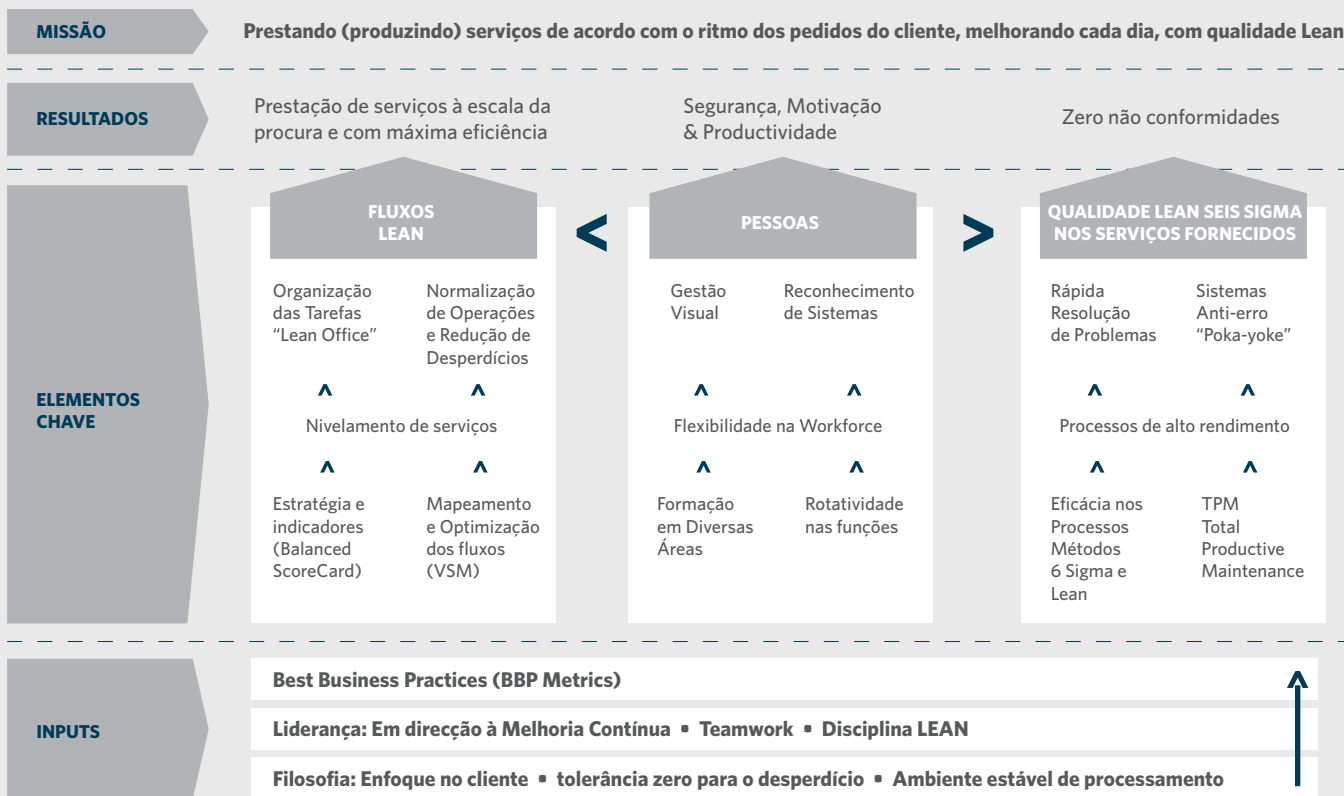 MISSÃO
Prestando (produzindo) serviços de acordo com o ritmo dos pedidos do cliente, melhorando cada dia, com qualidade Lean
RESULTADOS
Prestação de serviços à escala da
procura e com máxima eficiência
Segurança, Motivação
& Productividade
Zero não conformidades
ELEMENTOS
CHAVE
FLUXOS
LEAN
<
PESSOAS
>
QUALIDADE LEAN SEIS SIGMA
NOS SERVIÇOS FORNECIDOS
Organização
das Tarefas
“Lean Office”
Normalização
de Operações
e Redução de
Desperdícios
Nivelamento de serviços
Estratégia e
indicadores
(Balanced
ScoreCard)
Mapeamento
e Optimização
dos fluxos
(VSM)
Gestão
Visual
Reconhecimento
de Sistemas
Flexibilidade na Workforce
Formação
em Diversas
Áreas
Rotatividade
nas funções
Rápida
Resolução
de Problemas
Sistemas
Anti-erro
“Poka-yoke”
Processos de alto rendimento
Eficácia nos
Processos
Métodos
6 Sigma e
Lean
TPM
Total
Productive
Maintenance
INPUTS
Best Business Practices (BBP Metrics)
Liderança: Em direcção à Melhoria Contínua • Teamwork • Disciplina LEAN
Filosofia: Enfoque no cliente • tolerância zero para o desperdício • Ambiente estável de processamento